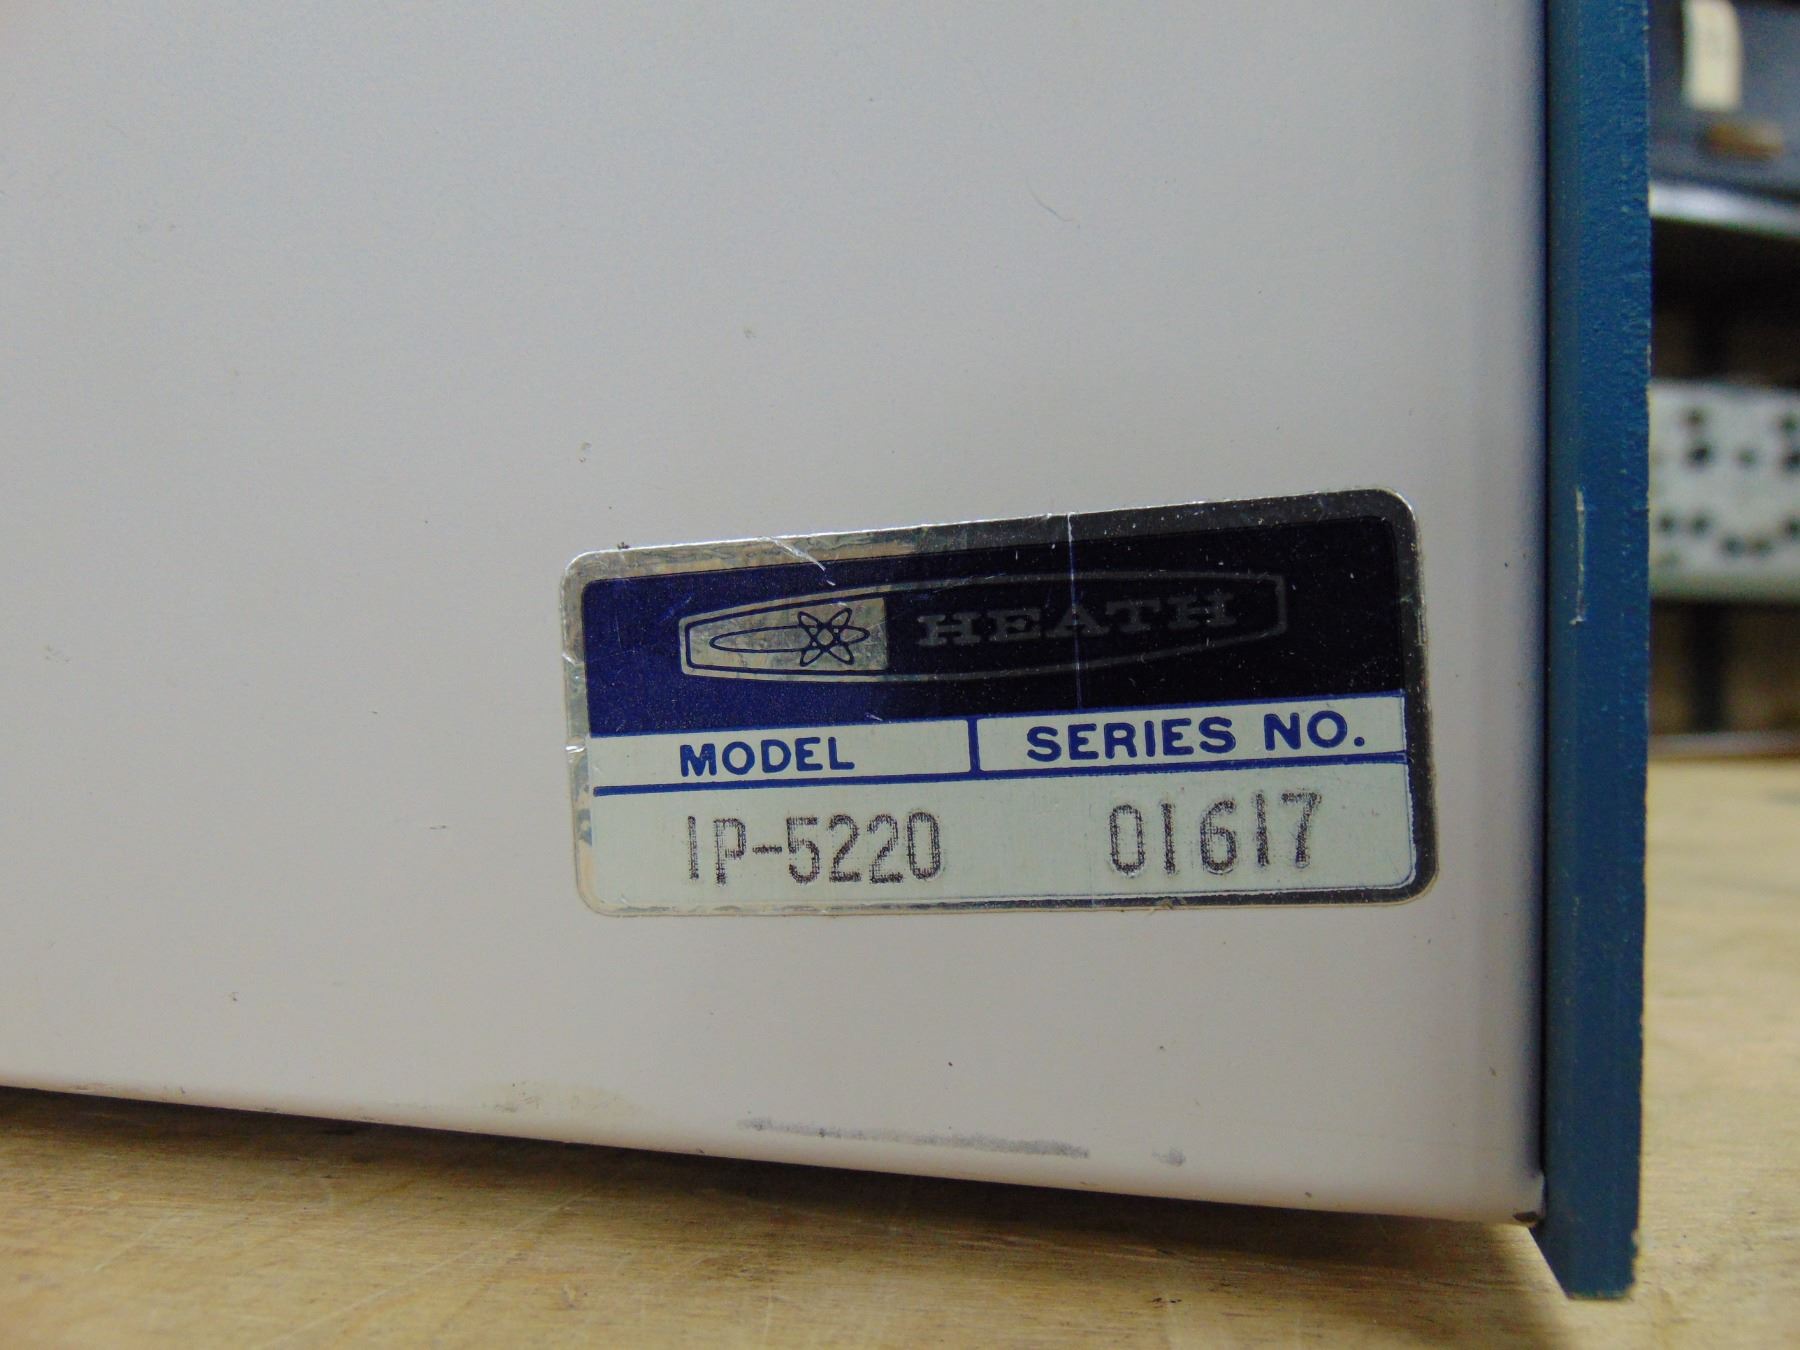 HEATH
MODEL SERIES NO.
IP-5220 01617